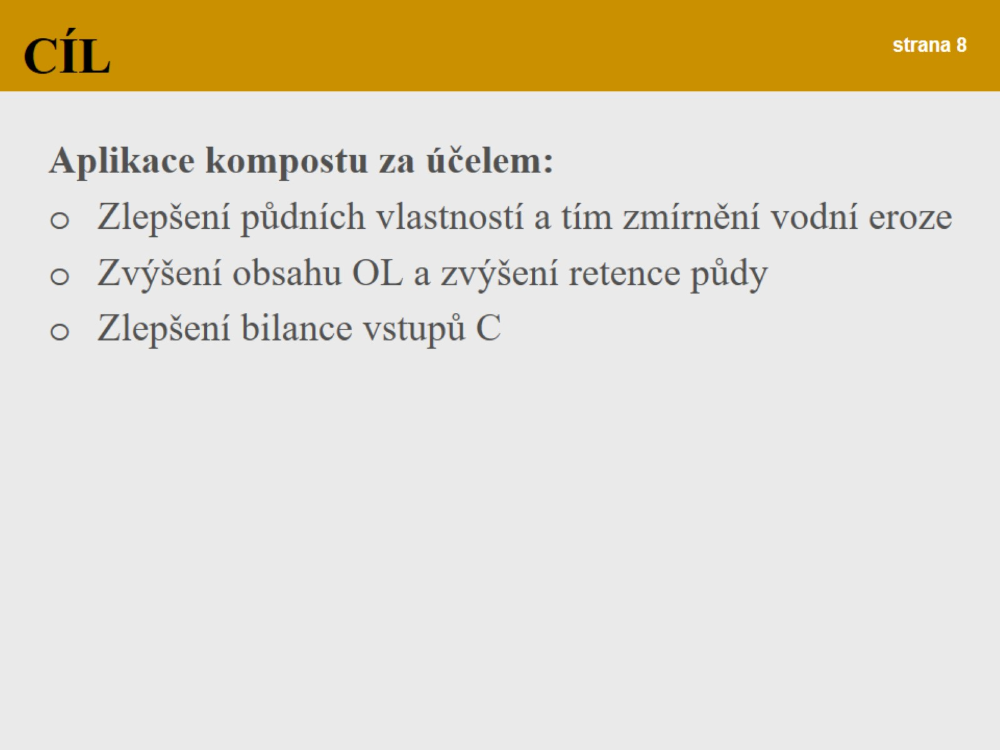 CÍL
strana 8
Aplikace kompostu za účelem:
o Zlepšení půdních vlastností a tím zmírnění vodní eroze
o Zvýšení obsahu OL a zvýšení retence půdy
o Zlepšení bilance vstupů C